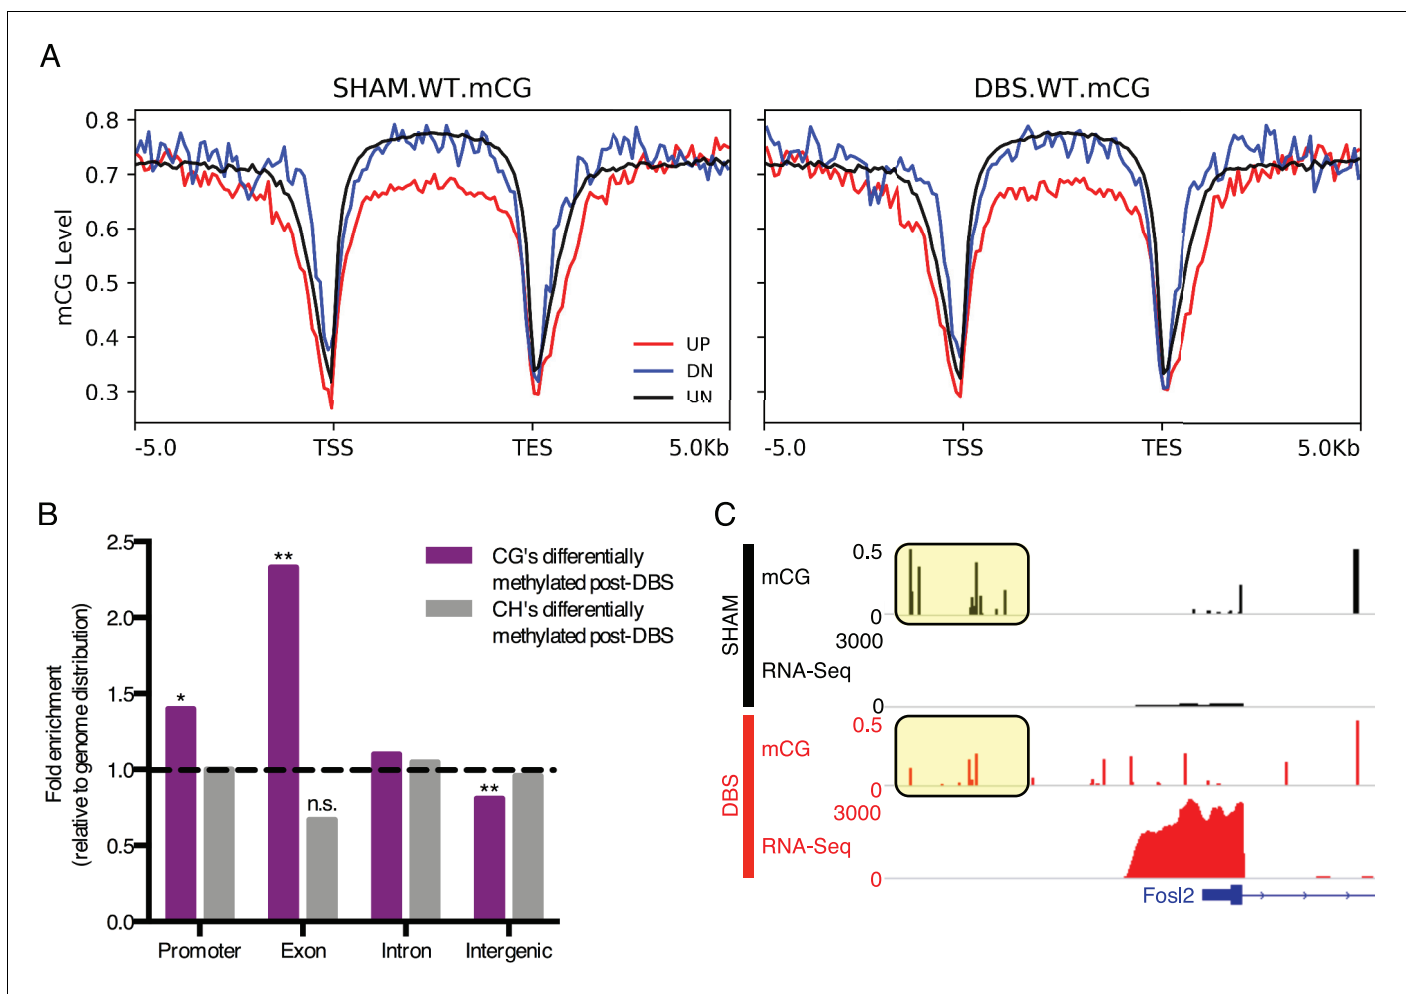 A
SHAM.WT.mCG
DBS.WT.mCG
mCG Level
0.8
0.7
0.6
0.5
0.4
0.3
UP
DN
UN
-5.0
TSS
TES
5.0Kb
-5.0
TSS
TES
5.0Kb
B
Fold enrichment
(relative to genome distribution)
2.5
2.0
1.5
1.0
0.5
0.0
*
**
n.s.
**
CG's differentially
methylated post-DBS
CH's differentially
methylated post-DBS
Promoter
Exon
Intron
Intergenic
C
SHAM
mCG
0.5
0
RNA-Seq
3000
0
DBS
mCG
0.5
0
RNA-Seq
3000
0
Fosl2